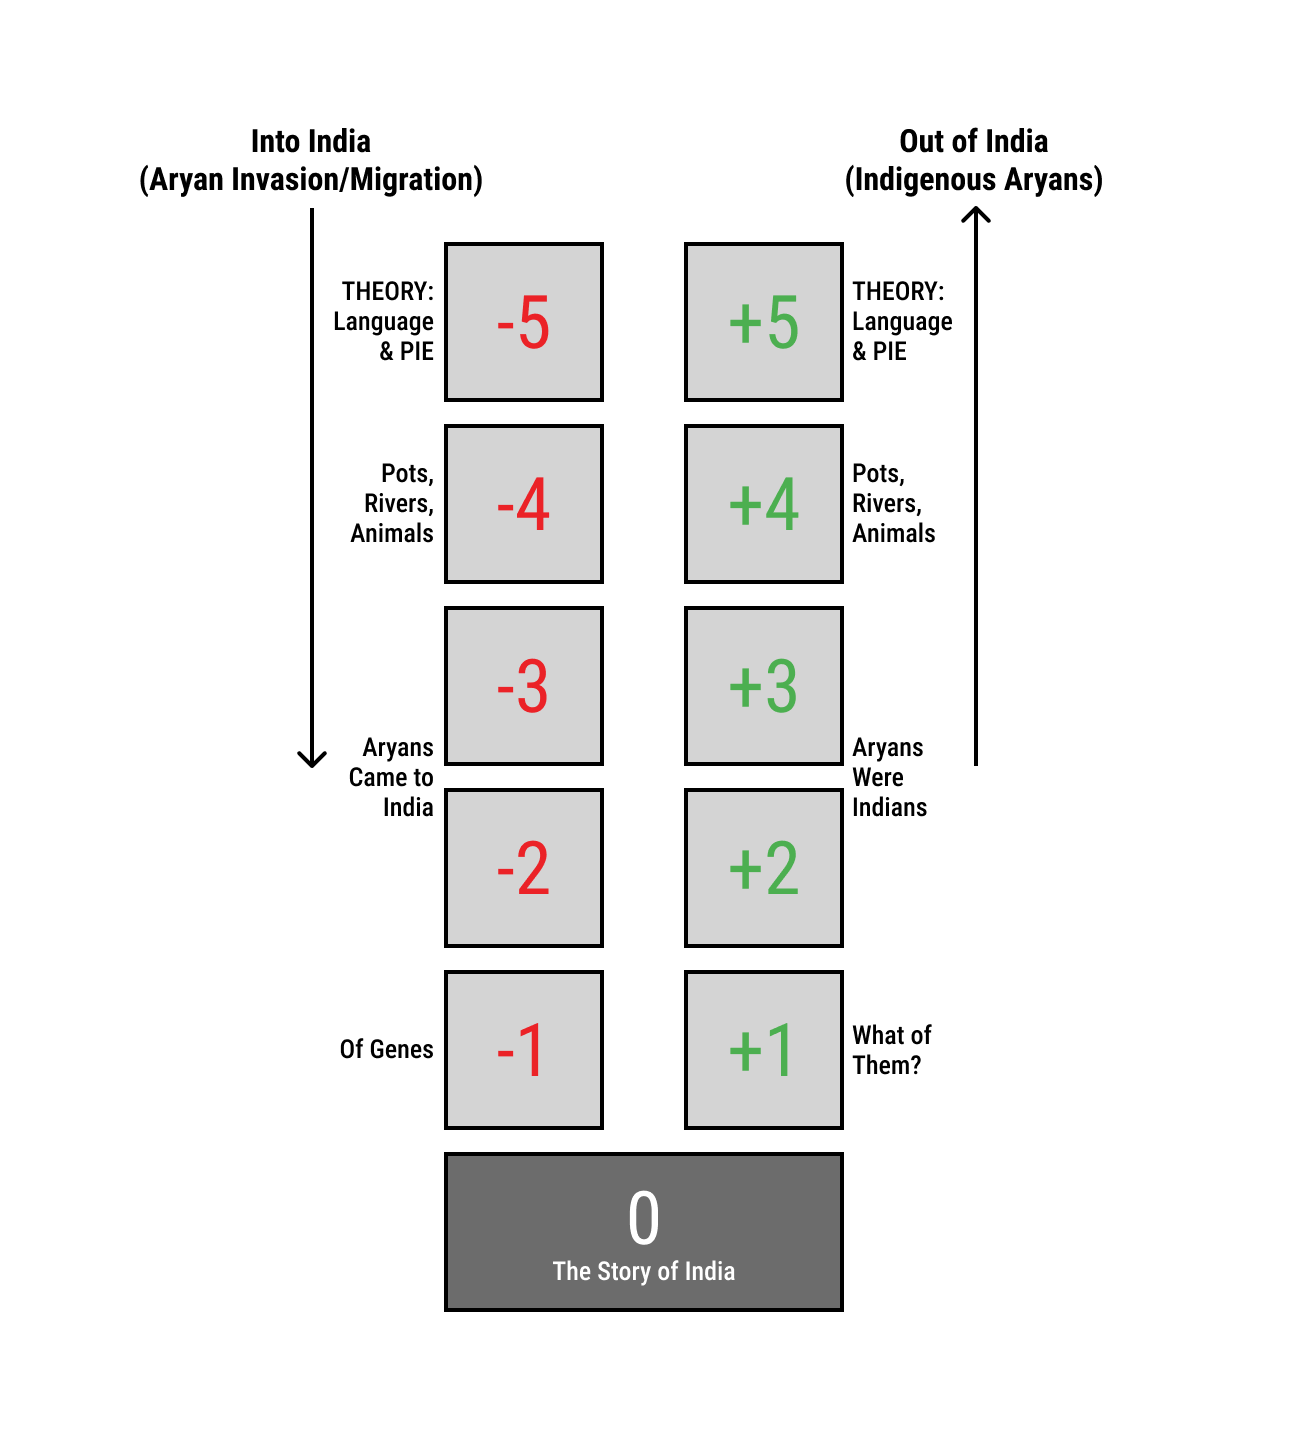 Into India
(Aryan Invasion/Migration)
Out of India
(Indigenous Aryans)
THEORY:
Language
& PIE
-5
+5
THEORY:
Language
& PIE
Pots,
Rivers,
Animals
-4
+4
Pots,
Rivers,
Animals
-3
+3
Aryans
Came to
India
Aryans
Were
Indians
-2
+2
Of Genes
-1
+1
What of
Them?
0
The Story of India